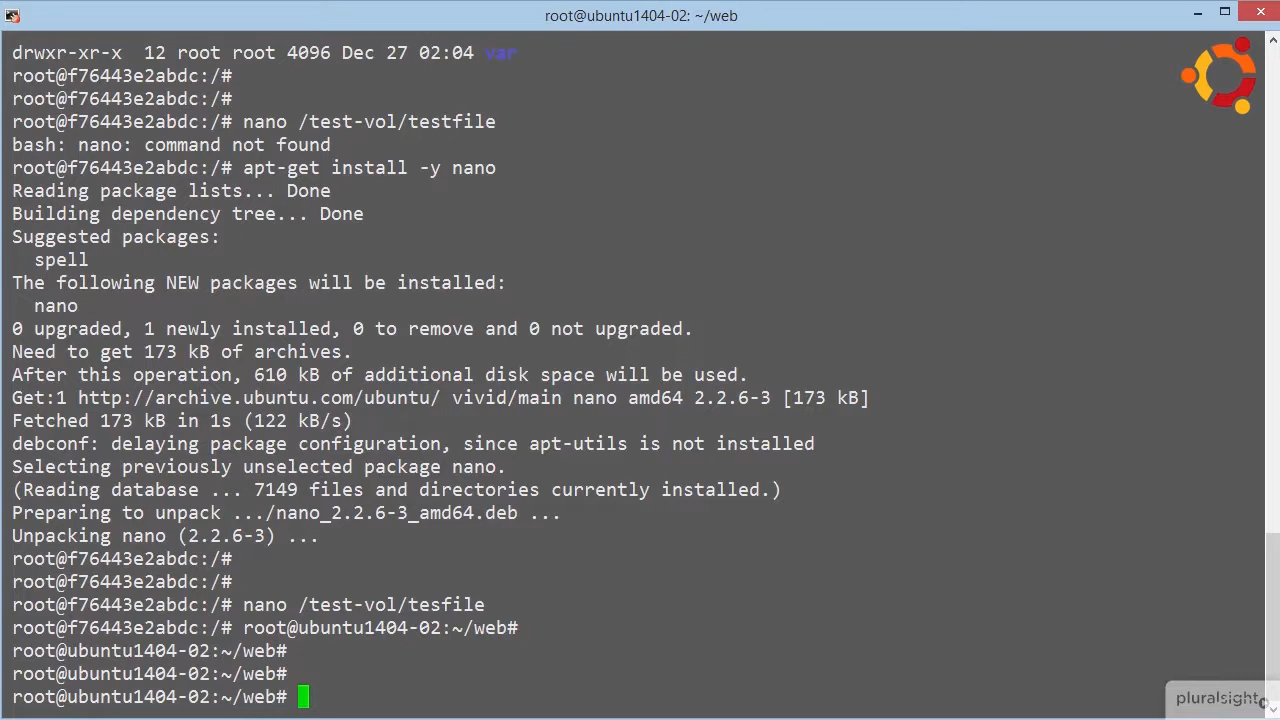 root@ubuntu1404-02: ~/web
drwxr-xr-x  12 root root 4096 Dec 27 02:04 var
root@f76443e2abdc:/#
root@f76443e2abdc:/#
root@f76443e2abdc:/# nano /test-vol/testfile
bash: nano: command not found
root@f76443e2abdc:/# apt-get install -y nano
Reading package lists... Done
Building dependency tree... Done
Suggested packages:
  spell
The following NEW packages will be installed:
  nano
0 upgraded, 1 newly installed, 0 to remove and 0 not upgraded.
Need to get 173 kB of archives.
After this operation, 610 kB of additional disk space will be used.
Get:1 http://archive.ubuntu.com/ubuntu/ vivid/main nano amd64 2.2.6-3 [173 kB]
Fetched 173 kB in 1s (122 kB/s)
debconf: delaying package configuration, since apt-utils is not installed
Selecting previously unselected package nano.
(Reading database ... 7149 files and directories currently installed.)
Preparing to unpack .../nano_2.2.6-3_amd64.deb ...
Unpacking nano (2.2.6-3) ...
root@f76443e2abdc:/#
root@f76443e2abdc:/#
root@f76443e2abdc:/# nano /test-vol/tesfile
root@f76443e2abdc:/# root@ubuntu1404-02:~/web#
root@ubuntu1404-02:~/web#
root@ubuntu1404-02:~/web#
root@ubuntu1404-02:~/web#
pluralsight